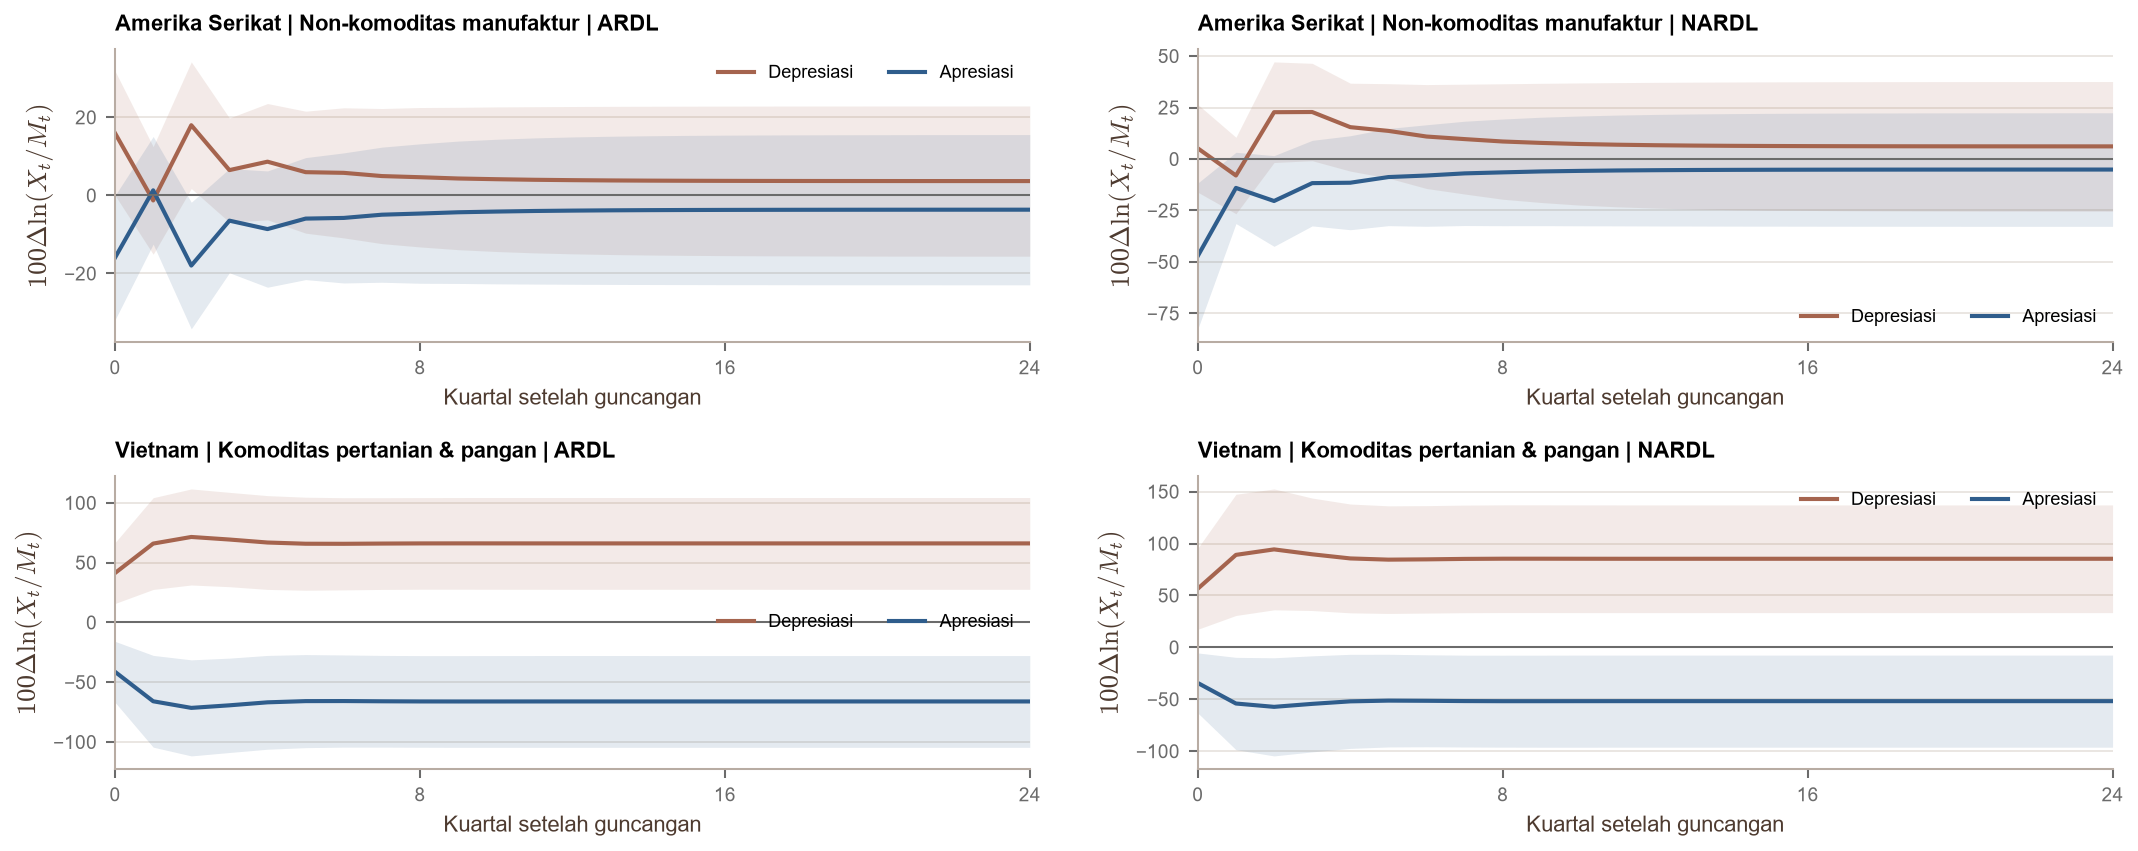 Amerika Serikat | Non-komoditas manufaktur | ARDL
Depresiasi Apresiasi
100Δln(X_t/M_t)
20
0
−20
0 8 16 24
Kuartal setelah guncangan
Amerika Serikat | Non-komoditas manufaktur | NARDL
Depresiasi Apresiasi
100Δln(X_t/M_t)
50
25
0
−25
−50
−75
0 8 16 24
Kuartal setelah guncangan
Vietnam | Komoditas pertanian & pangan | ARDL
Depresiasi Apresiasi
100Δln(X_t/M_t)
100
50
0
−50
−100
0 8 16 24
Kuartal setelah guncangan
Vietnam | Komoditas pertanian & pangan | NARDL
Depresiasi Apresiasi
100Δln(X_t/M_t)
150
100
50
0
−50
−100
0 8 16 24
Kuartal setelah guncangan